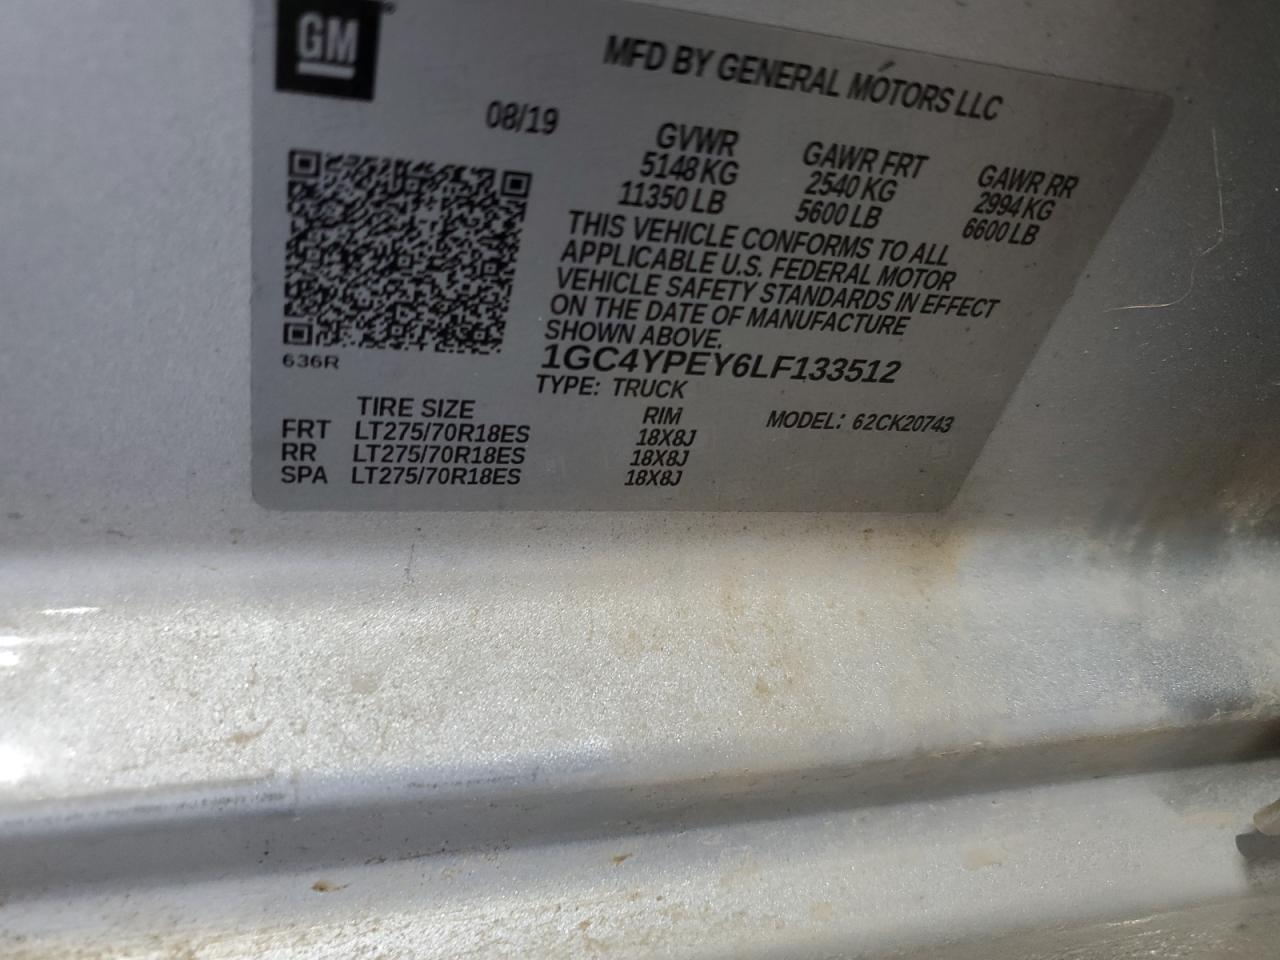 GM
MFD BY GENERAL MOTORS LLC
08/19
GVWR GAWR FRT GAWR RR
5148 KG 2540 KG 2994 KG
11350 LB 5600 LB 6600 LB
THIS VEHICLE CONFORMS TO ALL
APPLICABLE U.S. FEDERAL MOTOR
VEHICLE SAFETY STANDARDS IN EFFECT
ON THE DATE OF MANUFACTURE
SHOWN ABOVE.
1GC4YPEY6LF133512
636R
TYPE: TRUCK
TIRE SIZE RIM MODEL: 62CK20743
FRT LT275/70R18ES 18X8J
RR LT275/70R18ES 18X8J
SPA LT275/70R18ES 18X8J